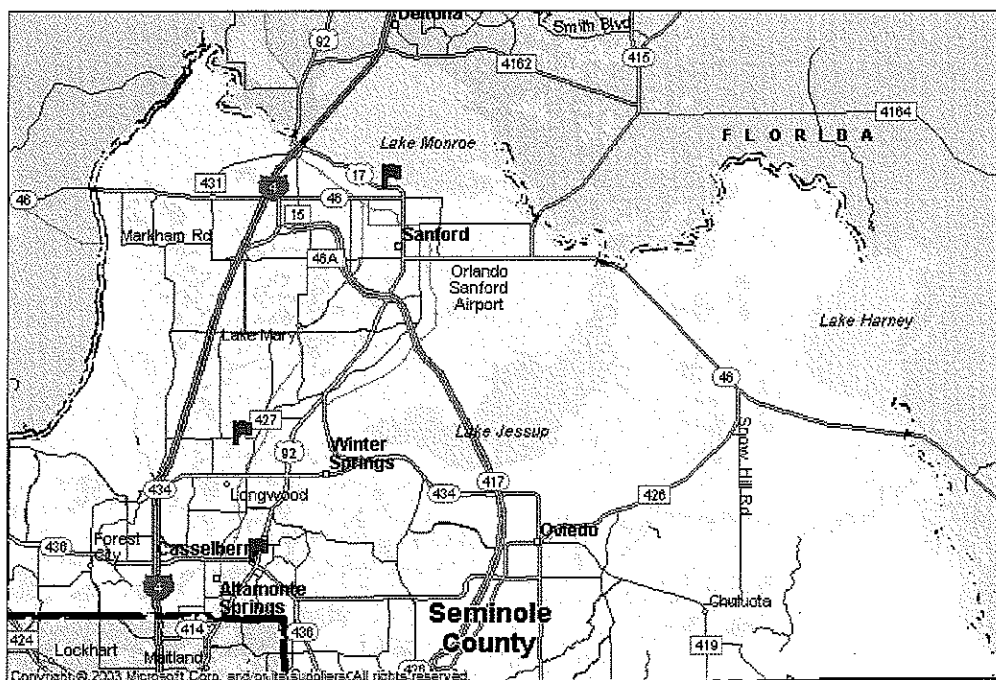 Deltona
Smith Blvd
92
415
4162
4164
FLORIDA
Lake Monroe
17
431
4
46
46
15
Markham Rd
Sanford
46A
Orlando
Sanford
Airport
Lake Harney
Lake Mary
46
427
Lake Jessup
Winter
Springs
92
Snow Hill Rd
434
417
Longwood
434
426
Oviedo
436
Forest
City
Casselberry
4
Altamonte
Springs
Seminole
County
Chuluota
414
424
436
419
Lockhart
Maitland
426
Copyright © 2003 Microsoft Corp. and/or its suppliers. All rights reserved.